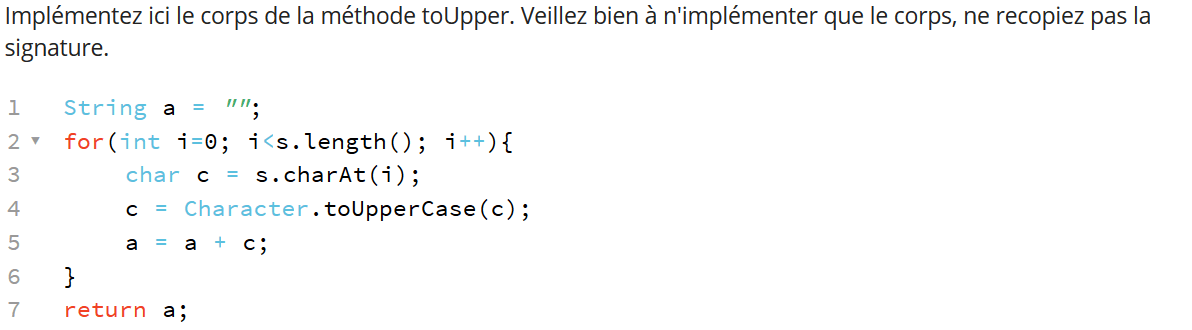 Implémentez ici le corps de la méthode toUpper. Veillez bien à n'implémenter que le corps, ne recopiez pas la
signature.
1 String a = "";
2 for(int i=0; i<s.length(); i++){
3 char c = s.charAt(i);
4 c = Character.toUpperCase(c);
5 a = a + c;
6 }
7 return a;